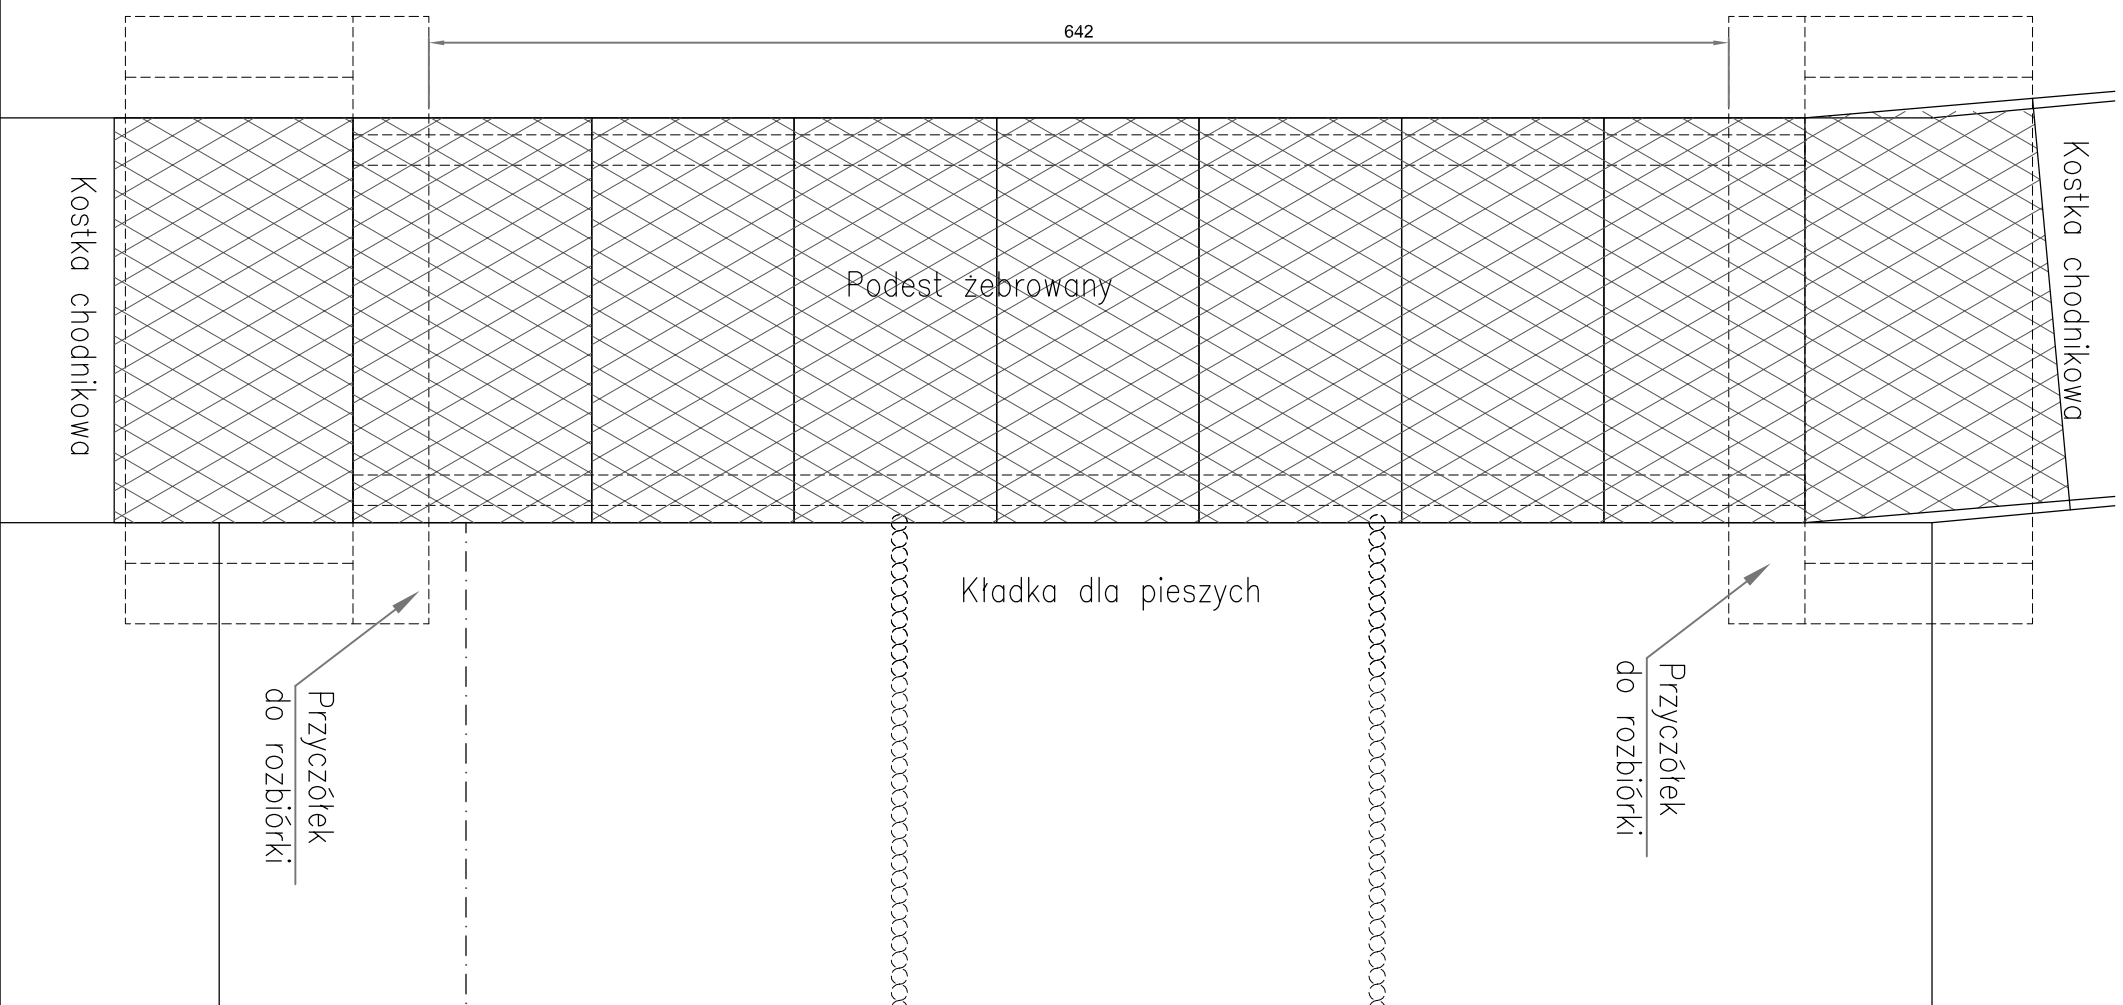 642
Kostka chodnikowa
Podest żebrowany
Kostka chodnikowa
Kładka dla pieszych
Przyczółek
do rozbiórki
Przyczółek
do rozbiórki